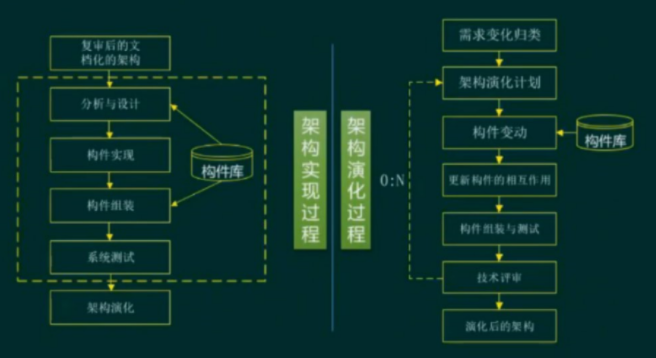 复审后的文
档化的架构
分析与设计
构件实现
构件库
构件组装
系统测试
架构演化
架构实现过程
架构演化过程
需求变化归类
架构演化计划
构件变动
构件库
0:N
更新构件的相互作用
构件组装与测试
技术评审
演化后的架构